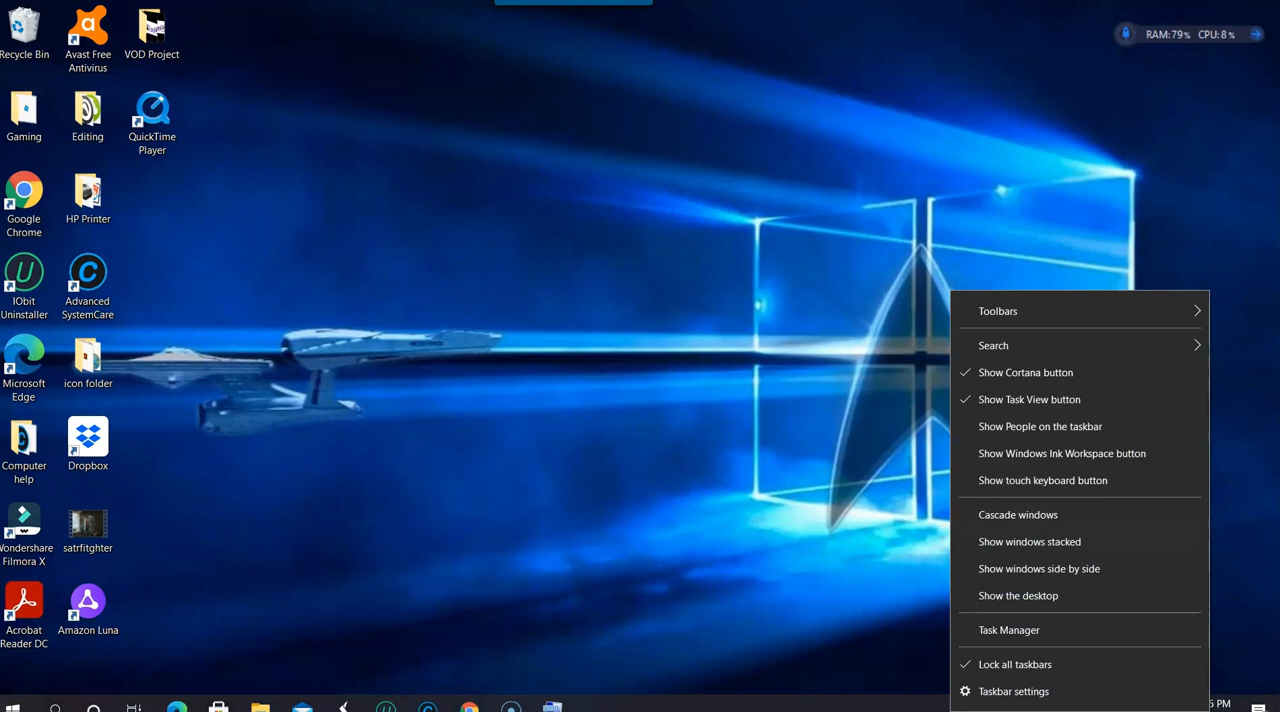 Recycle Bin
Avast Free
Antivirus
VOD Project
Gaming
Editing
QuickTime
Player
Google
Chrome
HP Printer
IObit
Uninstaller
Advanced
SystemCare
Microsoft
Edge
icon folder
Computer
help
Dropbox
Wondershare
Filmora X
satrfitghter
Acrobat
Reader DC
Amazon Luna
RAM:79% CPU:8%
Toolbars
Search
Show Cortana button
Show Task View button
Show People on the taskbar
Show Windows Ink Workspace button
Show touch keyboard button
Cascade windows
Show windows stacked
Show windows side by side
Show the desktop
Task Manager
Lock all taskbars
Taskbar settings
PM